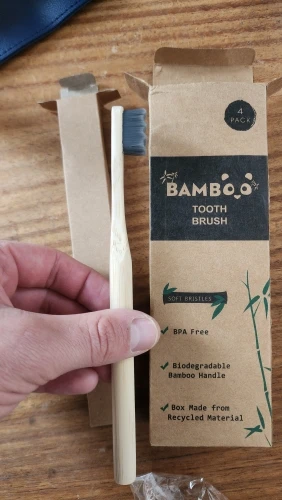 4
PACK
BAMBOO
TOOTH
BRUSH
SOFT BRISTLES
BPA Free
Biodegradable
Bamboo Handle
Box Made from
Recycled Material